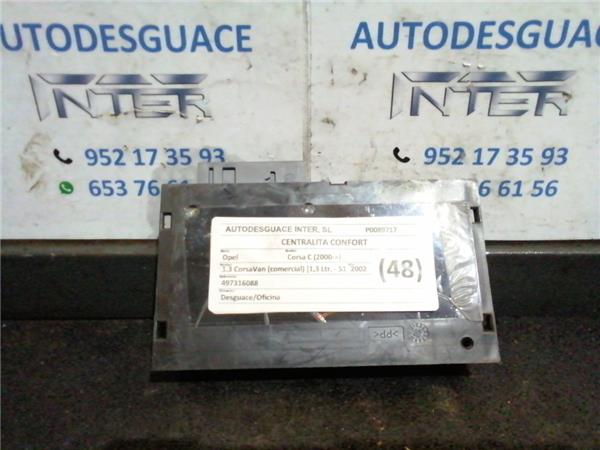 AUTODESGUACE
INTER
952 17 35 93
653 76 61
AUTODESGUACE
INTER
952 17 35 93
66 61 56
AUTODESGUACE INTER, SL P0089717
CENTRALITA CONFORT
Opel Corsa C (2000->)
1.3 CorsaVan (comercial) [1,3 Ltr. - 51 2002
497316088
(48)
Desguace/Oficina
>PP<